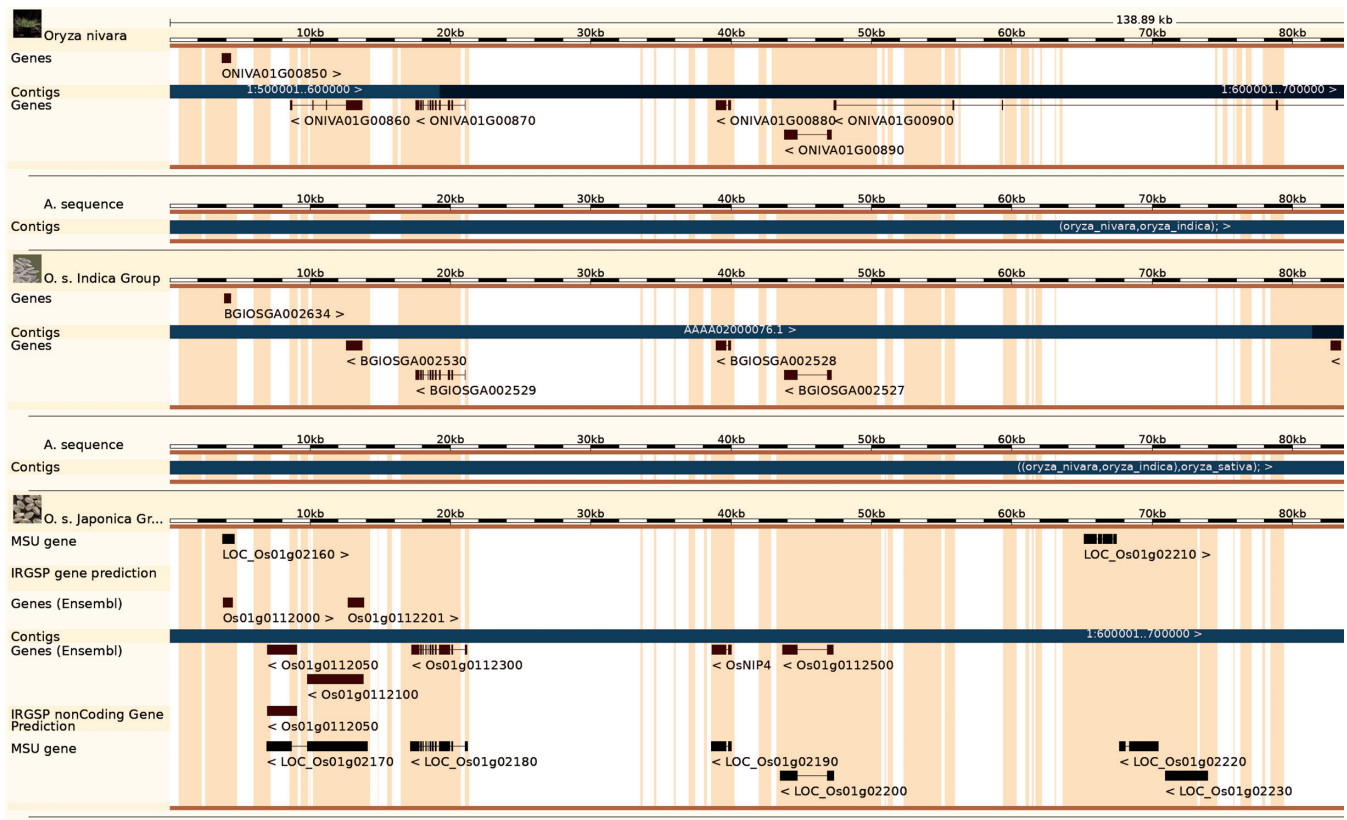 138.89 kb
Oryza nivara
10kb 20kb 30kb 40kb 50kb 60kb 70kb 80kb
Genes
ONIVA01G00850 >
Contigs 1:500001..600000 > 1:600001..700000 >
Genes
< ONIVA01G00860 < ONIVA01G00870 < ONIVA01G00880 < ONIVA01G00900
< ONIVA01G00890
A. sequence 10kb 20kb 30kb 40kb 50kb 60kb 70kb 80kb
Contigs (oryza_nivara,oryza_indica); >
O. s. Indica Group 10kb 20kb 30kb 40kb 50kb 60kb 70kb 80kb
Genes
BGIOSGA002634 >
Contigs AAAA02000076.1 >
Genes
< BGIOSGA002530 < BGIOSGA002528 <
< BGIOSGA002529 < BGIOSGA002527
A. sequence 10kb 20kb 30kb 40kb 50kb 60kb 70kb 80kb
Contigs ((oryza_nivara,oryza_indica),oryza_sativa); >
O. s. Japonica Gr... 10kb 20kb 30kb 40kb 50kb 60kb 70kb 80kb
MSU gene
LOC_Os01g02160 > LOC_Os01g02210 >
IRGSP gene prediction
Genes (Ensembl)
Os01g0112000 > Os01g0112201 >
Contigs 1:600001..700000 >
Genes (Ensembl)
< Os01g0112050 < Os01g0112300 < OsNIP4 < Os01g0112500
< Os01g0112100
IRGSP nonCoding Gene
Prediction
< Os01g0112050
MSU gene
< LOC_Os01g02170 < LOC_Os01g02180 < LOC_Os01g02190 < LOC_Os01g02220
< LOC_Os01g02200 < LOC_Os01g02230